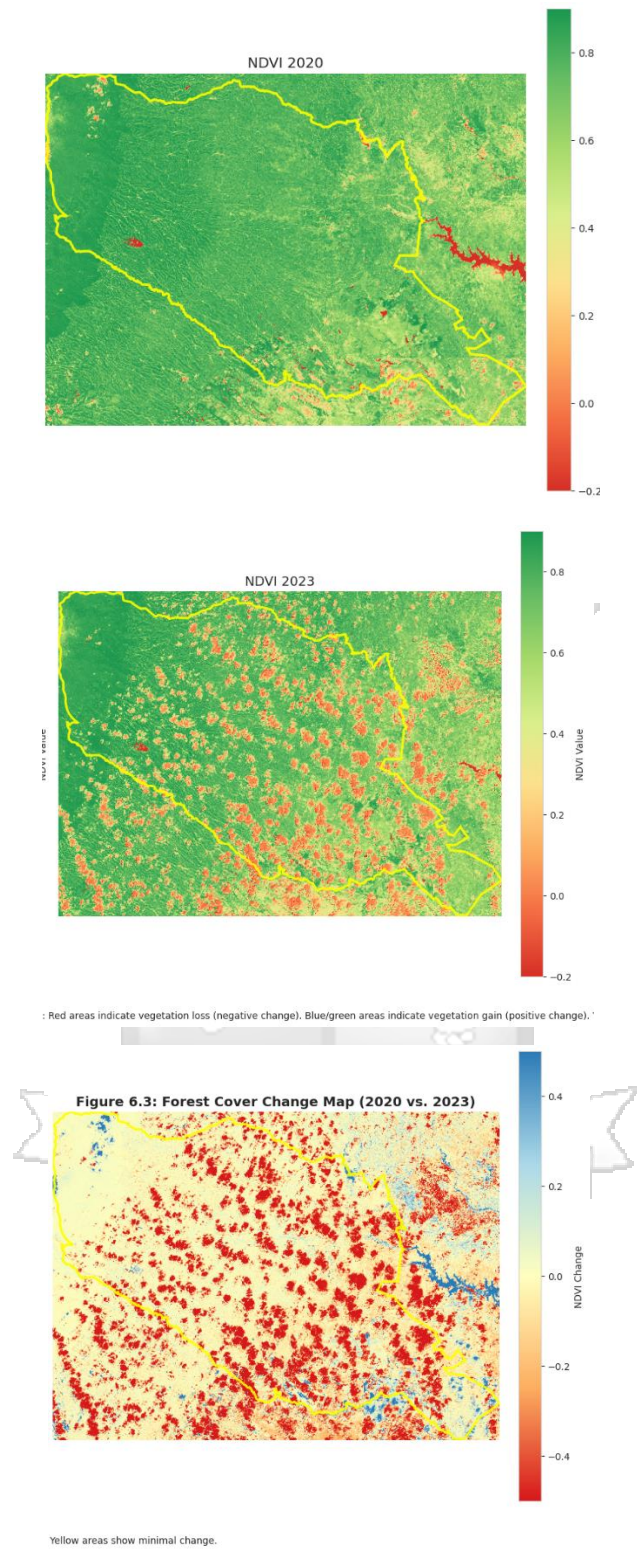 NDVI 2020
0.8
0.6
0.4
0.2
0.0
−0.2
NDVI 2023
0.8
0.6
0.4
0.2
0.0
−0.2
NDVI Value
: Red areas indicate vegetation loss (negative change). Blue/green areas indicate vegetation gain (positive change). '
Figure 6.3: Forest Cover Change Map (2020 vs. 2023)
0.4
0.2
0.0
−0.2
−0.4
NDVI Change
Yellow areas show minimal change.